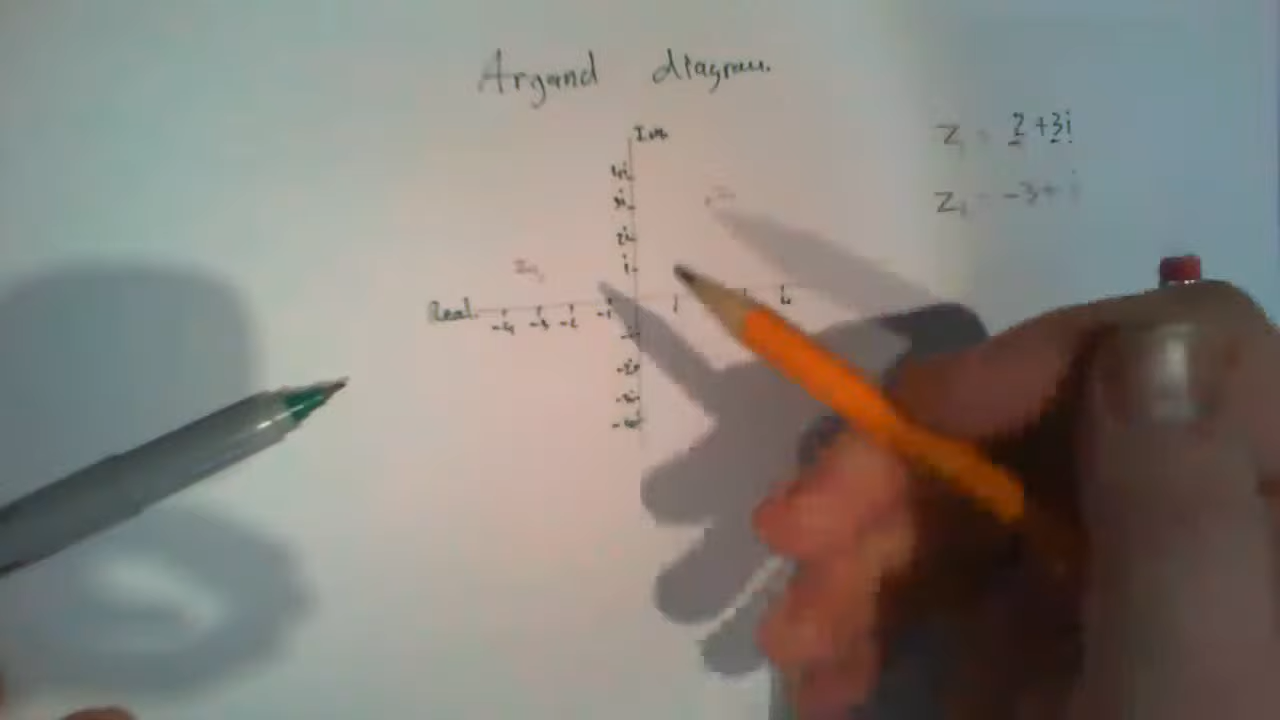 Argand diagram.
Im
4i
3i
2i
i
Real
-4 -3 -2 -1 1 4
-i
-2i
-3i
-4i
Z₁ = 2+3i
Z = -3+i